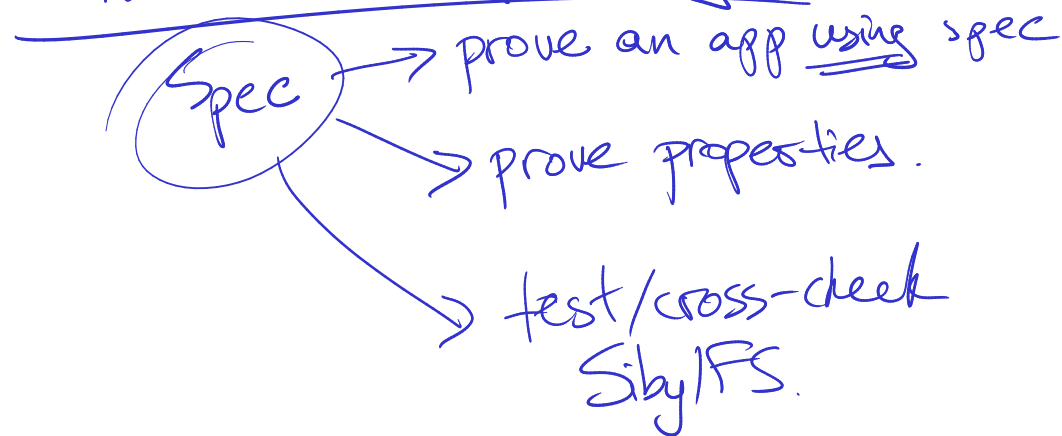 Spec
prove an app using spec
prove properties.
test/cross-check
SibylFS.